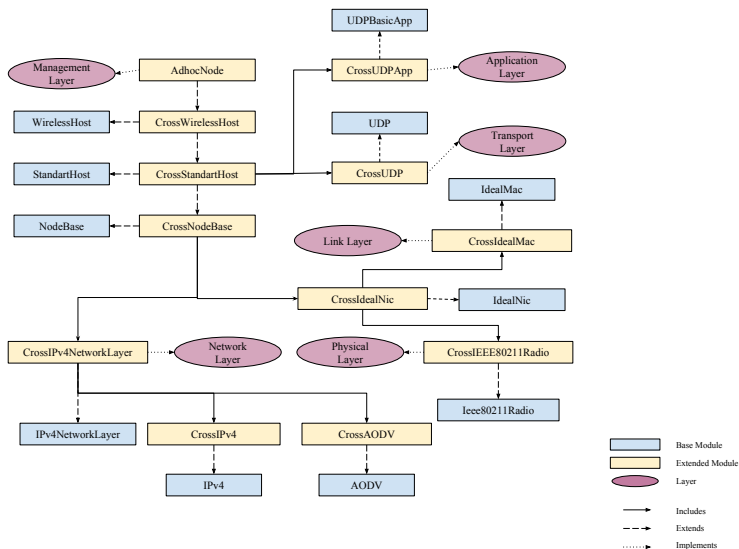 UDPBasicApp
Management
Layer
AdhocNode
CrossUDPApp
Application
Layer
WirelessHost
CrossWirelessHost
UDP
Transport
Layer
StandartHost
CrossStandartHost
CrossUDP
IdealMac
NodeBase
CrossNodeBase
Link Layer
CrossIdealMac
CrossIdealNic
IdealNic
CrossIPv4NetworkLayer
Network
Layer
Physical
Layer
CrossIEEE80211Radio
Ieee80211Radio
IPv4NetworkLayer
CrossIPv4
CrossAODV
IPv4
AODV
Base Module
Extended Module
Layer
Includes
Extends
Implements